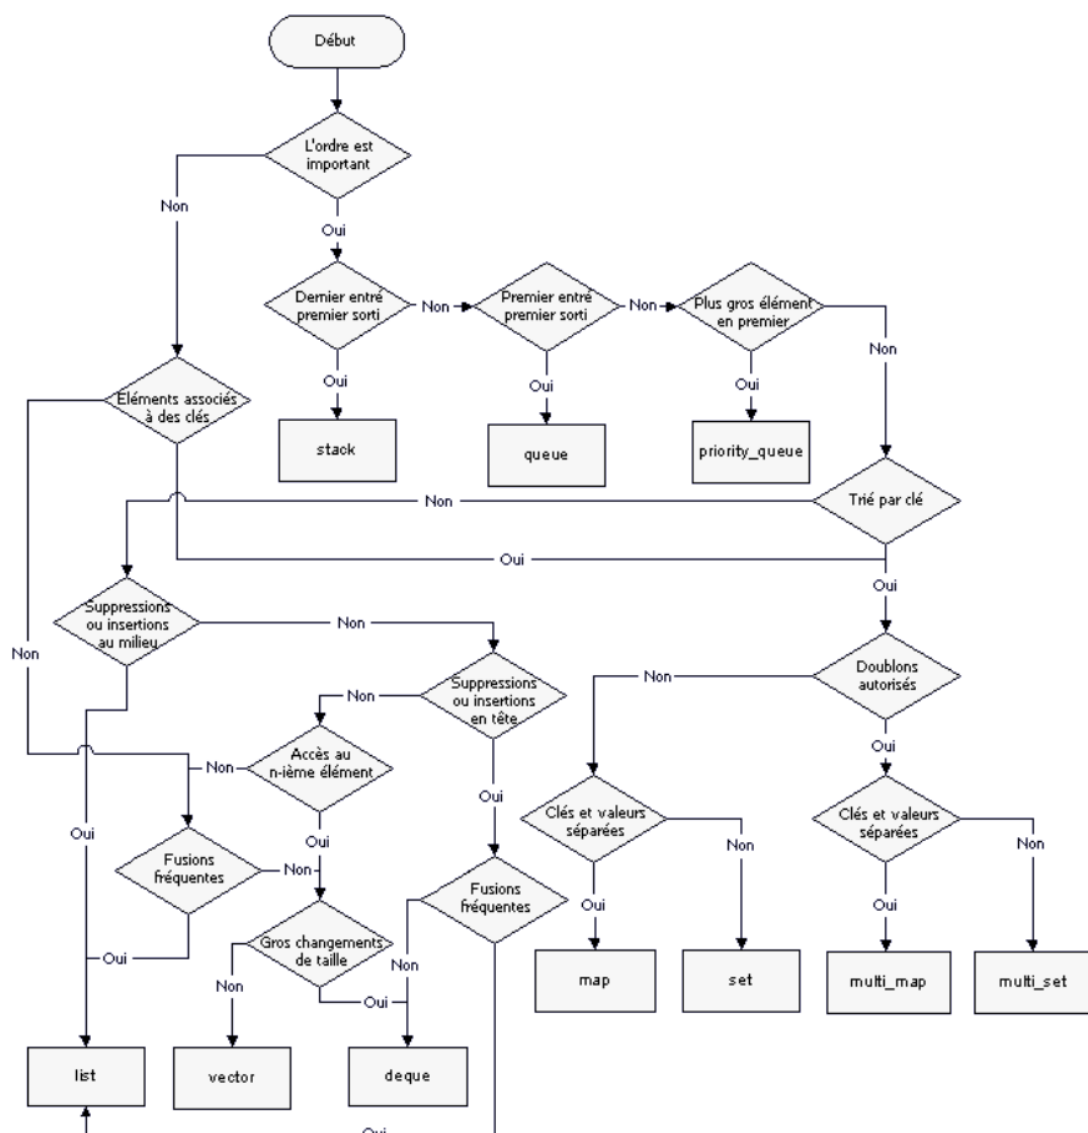 Début
L'ordre est
important
Non
Oui
Dernier entré
premier sorti
Non
Premier entré
premier sorti
Non
Plus gros élément
en premier
Non
Oui
Oui
Oui
Eléments associés
à des clés
stack
queue
priority_queue
Non
Trié par clé
Oui
Oui
Suppressions
ou insertions
au milieu
Non
Non
Suppressions
ou insertions
en tête
Non
Non
Doublons
autorisés
Accès au
n-ième élément
Non
Oui
Oui
Clés et valeurs
séparées
Clés et valeurs
séparées
Oui
Oui
Non
Non
Fusions
fréquentes
Non
Fusions
fréquentes
Oui
Oui
Gros changements
de taille
Oui
Non
Non
Oui
map
set
multi_map
multi_set
list
vector
deque
Oui